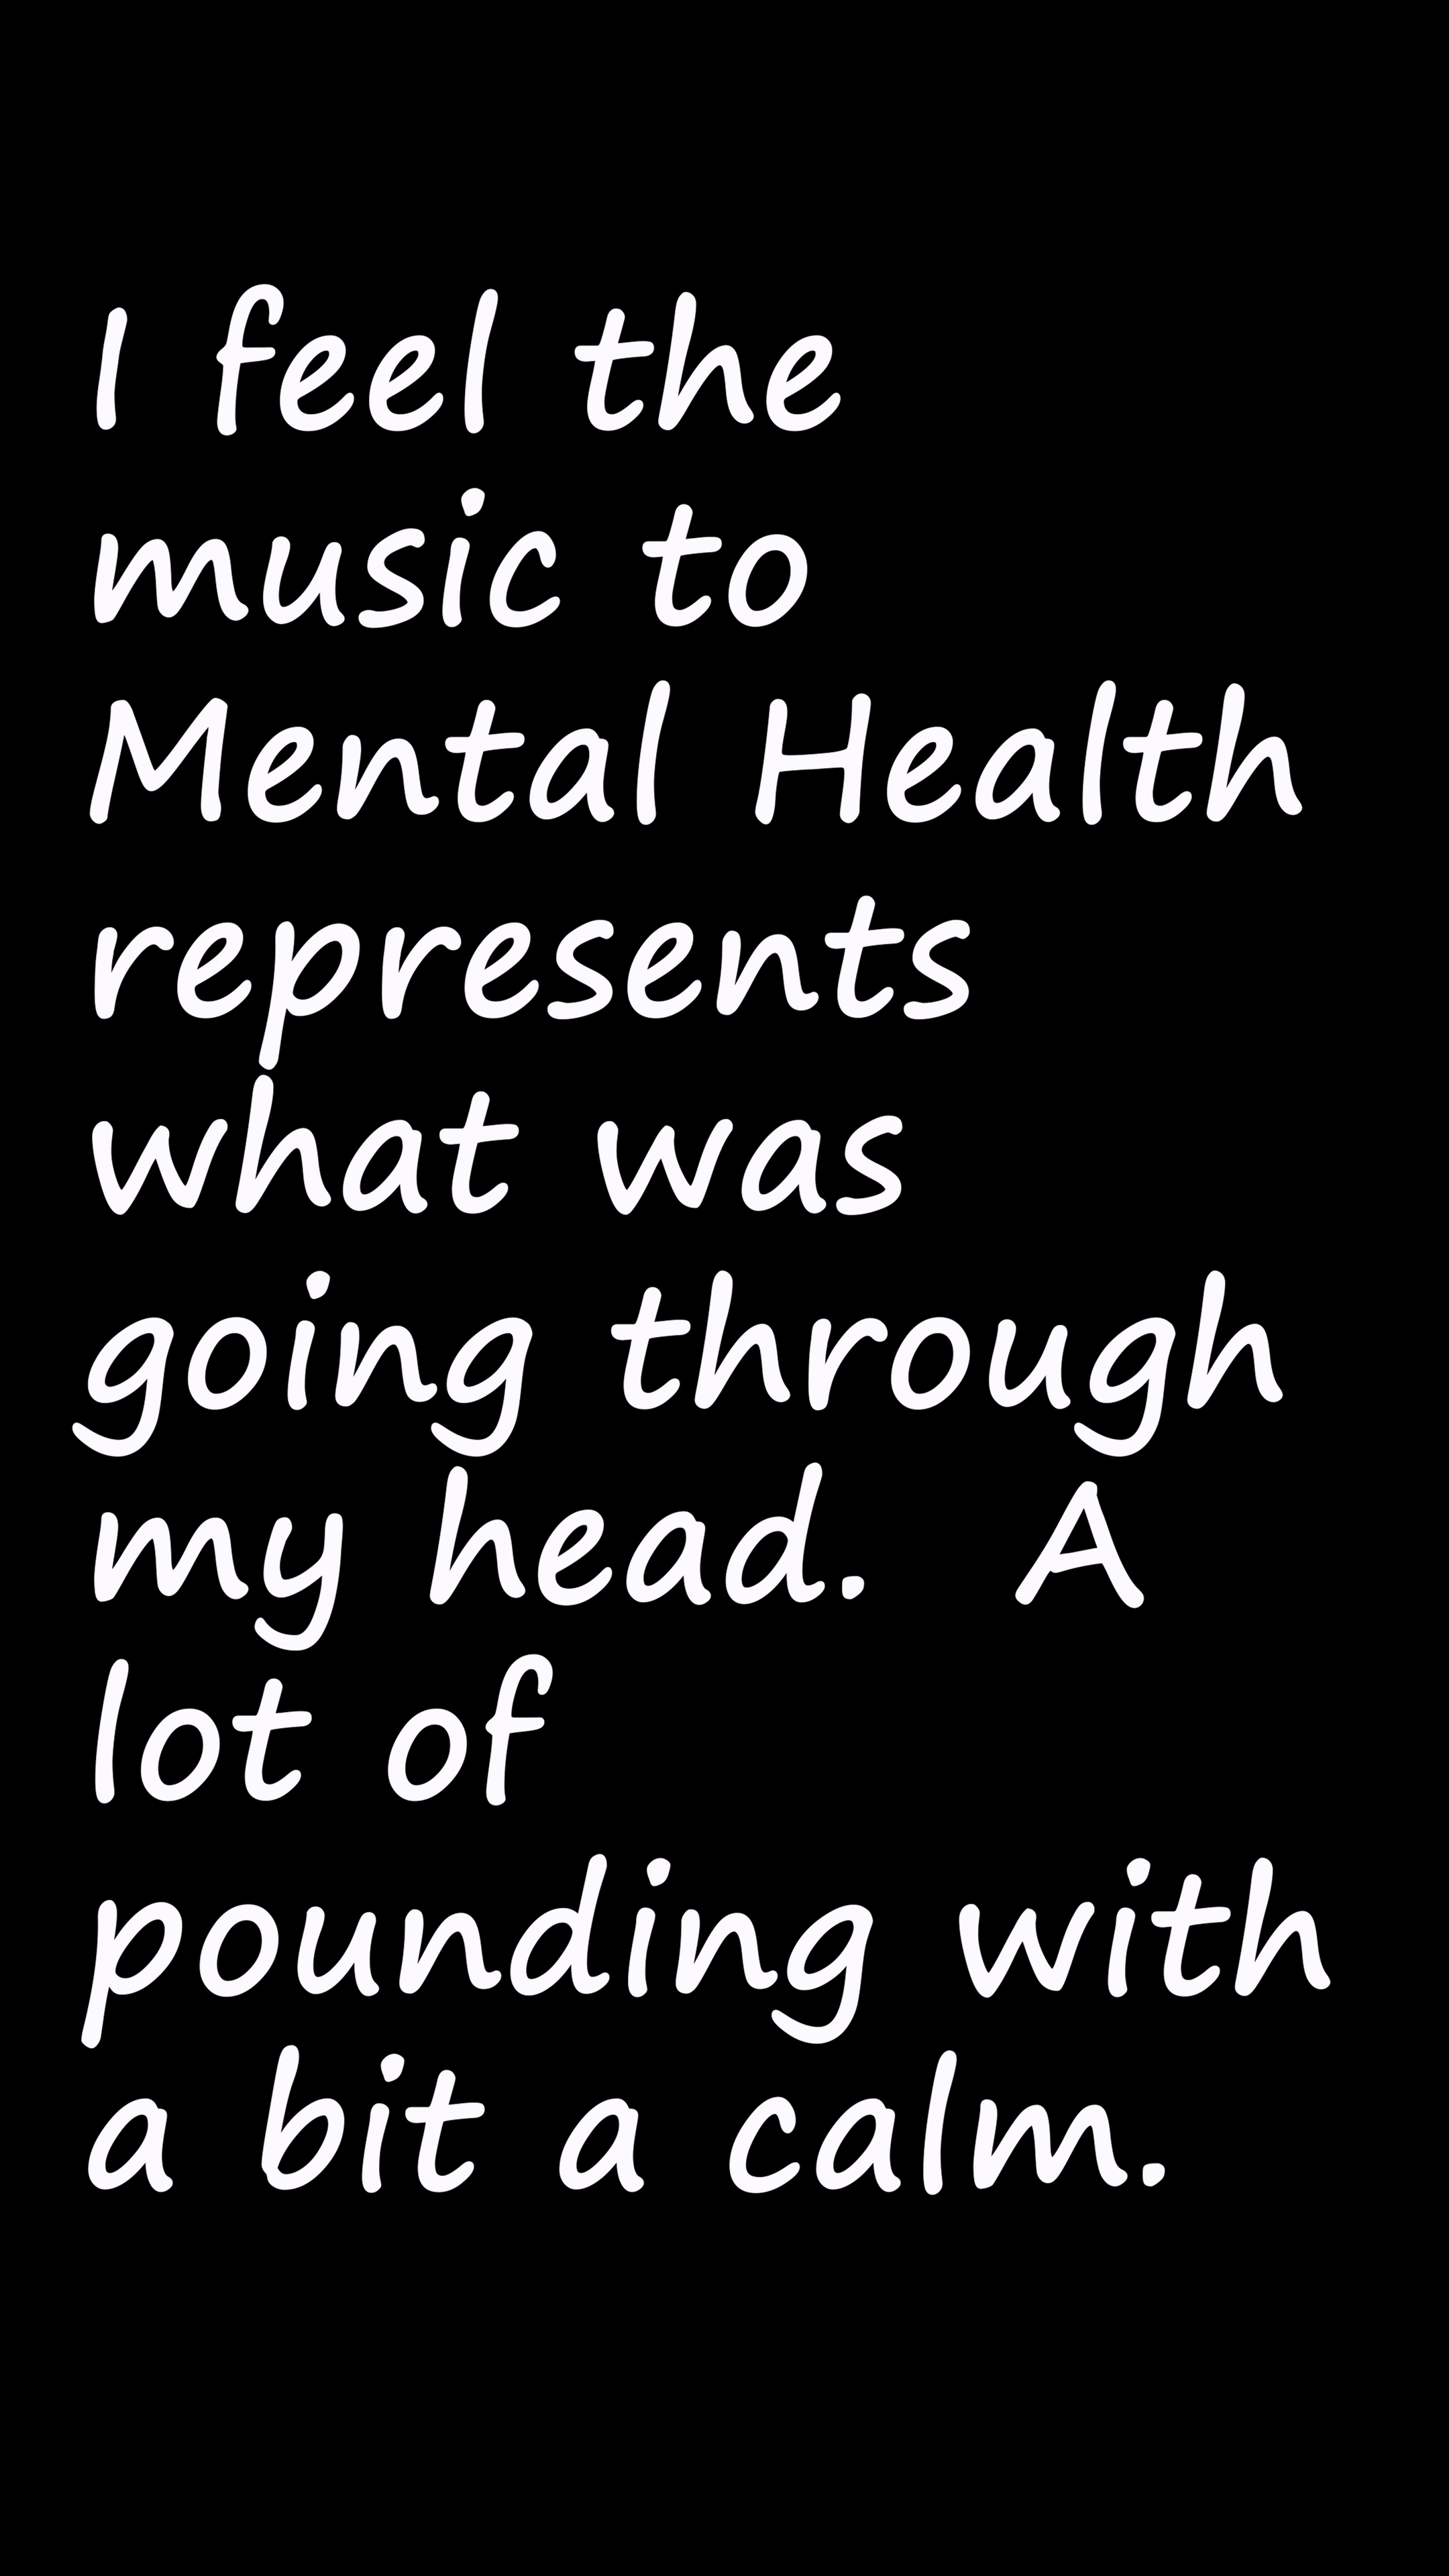 I feel the
music to
Mental Health
represents
what was
going through
my head.  A
lot of
pounding with
a bit a calm.